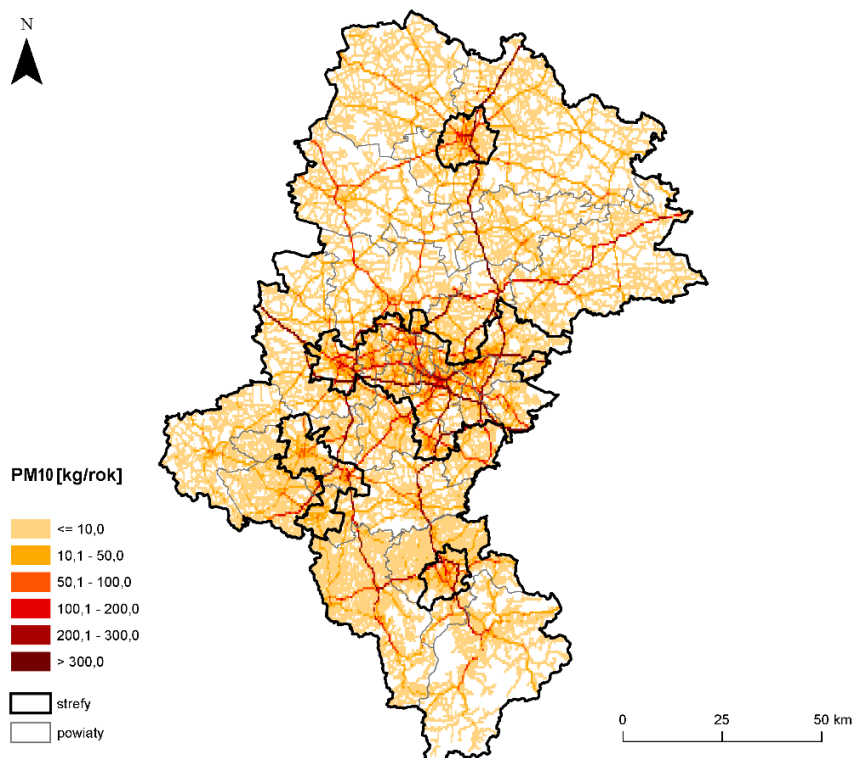 N
PM10 [kg/rok]
<= 10,0
10,1 - 50,0
50,1 - 100,0
100,1 - 200,0
200,1 - 300,0
> 300,0
strefy
powiaty
0 25 50 km